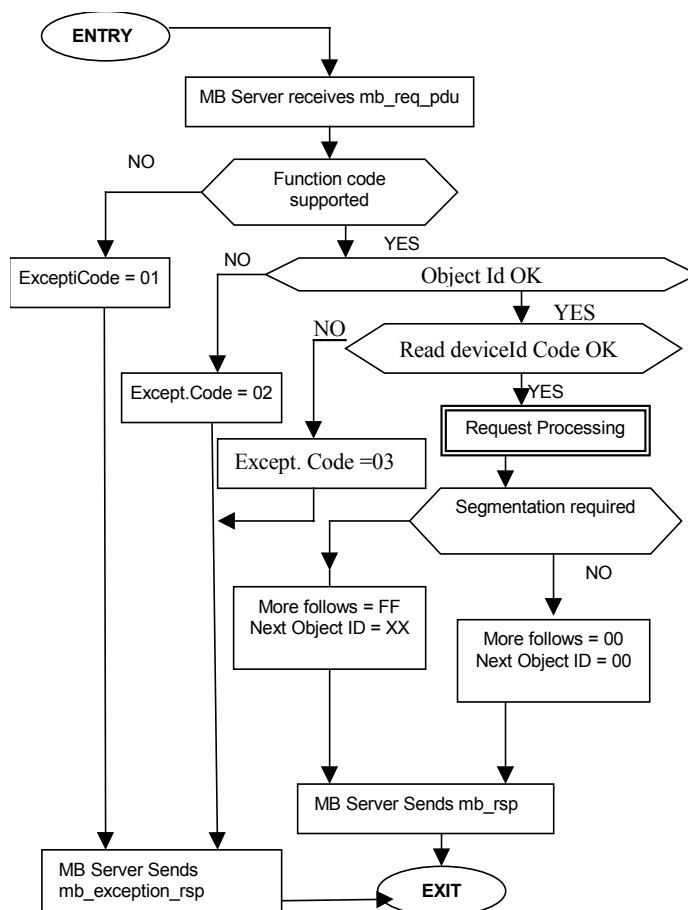 ENTRY
MB Server receives mb_req_pdu
NO
Function code
supported
YES
NO
ExceptiCode = 01
Object Id OK
YES
NO
Read deviceId Code OK
YES
Except.Code = 02
Request Processing
Except. Code =03
Segmentation required
NO
More follows = FF
Next Object ID = XX
More follows = 00
Next Object ID = 00
MB Server Sends mb_rsp
MB Server Sends
mb_exception_rsp
EXIT